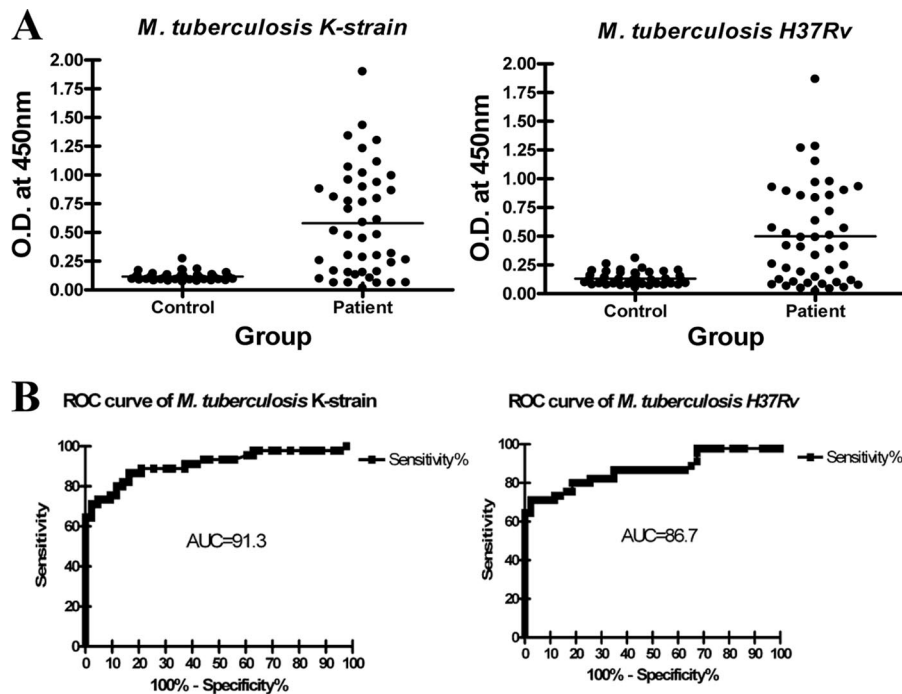 A
M. tuberculosis K-strain
O.D. at 450nm
2.00
1.75
1.50
1.25
1.00
0.75
0.50
0.25
0.00
Control Patient
Group
M. tuberculosis H37Rv
O.D. at 450nm
2.00
1.75
1.50
1.25
1.00
0.75
0.50
0.25
0.00
Control Patient
Group
B
ROC curve of M. tuberculosis K-strain
Sensitivity
100
80
60
40
20
0
Sensitivity%
AUC=91.3
0 10 20 30 40 50 60 70 80 90 100
100% - Specificity%
ROC curve of M. tuberculosis H37Rv
Sensitivity
100
80
60
40
20
0
Sensitivity%
AUC=86.7
0 10 20 30 40 50 60 70 80 90 100
100% - Specificity%